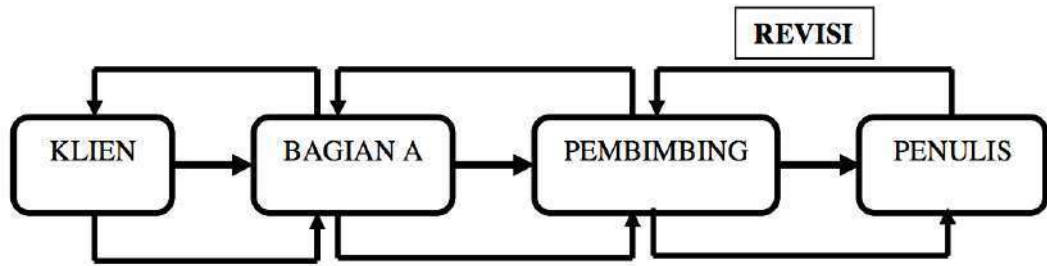 REVISI
KLIEN
BAGIAN A
PEMBIMBING
PENULIS